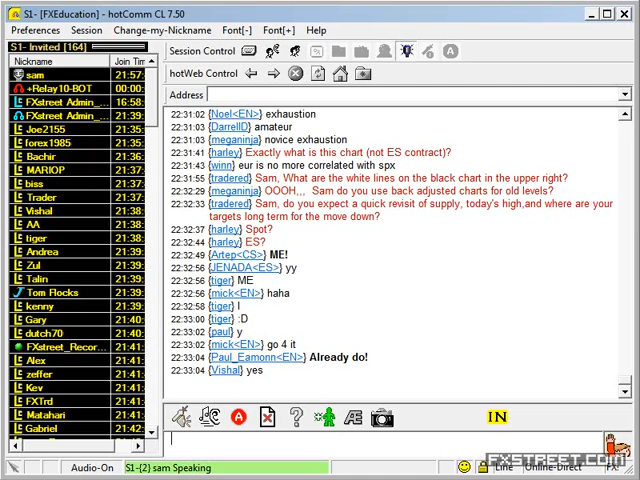 S1- [FXEducation] - hotComm CL 7.50
Preferences Session Change-my-Nickname Font[-] Font[+] Help
S1- Invited [164]
Nickname Join Tim
sam 21:57:
+Relay10-BOT 00:00:
FXstreet Admin_... 16:58:
FXstreet Admin_... 21:39:
Joe2155 21:39:
forex1985 21:39:
Bachir 21:39:
MARIOP 21:39:
biss 21:39:
Trader 21:39:
Vishal 21:39:
AA 21:39:
tiger 21:39:
Andrea 21:39:
Zul 21:39:
Talin 21:39:
Tom Rocks 21:39:
kenny 21:39:
Gary 21:40:
dutch70 21:40:
FXstreet_Recor... 21:41:
Alex 21:41:
zeffer 21:41:
Kev 21:41:
FXTrd 21:41:
Matahari 21:41:
Gabriel 21:42:
Session Control
hotWeb Control
Address
22:31:02 {Noel<EN>} exhaustion
22:31:03 {DarrellD} amateur
22:31:03 {meganinja} novice exhaustion
22:31:41 {harley} Exactly what is this chart (not ES contract)?
22:31:43 {winn} eur is no more correlated with spx
22:31:55 {tradered} Sam, What are the white lines on the black chart in the upper right?
22:32:29 {meganinja} OOOH,,, Sam do you use back adjusted charts for old levels?
22:32:33 {tradered} Sam, do you expect a quick revisit of supply, today's high,and where are your
targets long term for the move down?
22:32:37 {harley} Spot?
22:32:44 {harley} ES?
22:32:49 {Artep<CS>} ME!
22:32:56 {JENADA<ES>} yy
22:32:56 {tiger} ME
22:32:56 {mick<EN>} haha
22:32:58 {tiger} I
22:33:00 {tiger} :D
22:33:02 {paul} y
22:33:02 {mick<EN>} go 4 it
22:33:04 {Paul_Eamonn<EN>} Already do!
22:33:04 {Vishal} yes
IN
Audio-On S1-{2} sam Speaking Line Online-Direct FX:
FXSTREET.COM